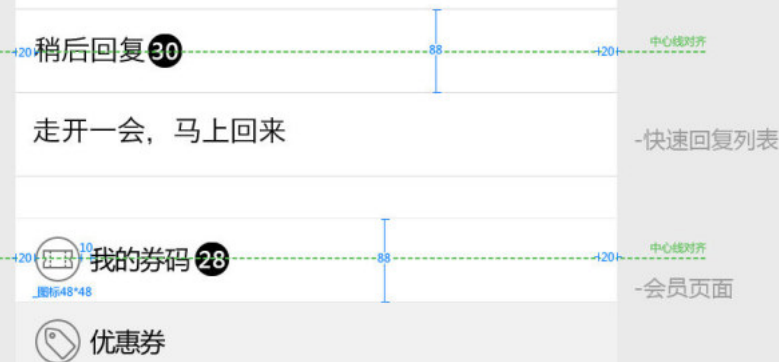 稍后回复30
20
88
20
中心线对齐
走开一会，马上回来
-快速回复列表
10
20
我的券码28
88
20
中心线对齐
图标48*48
-会员页面
优惠券